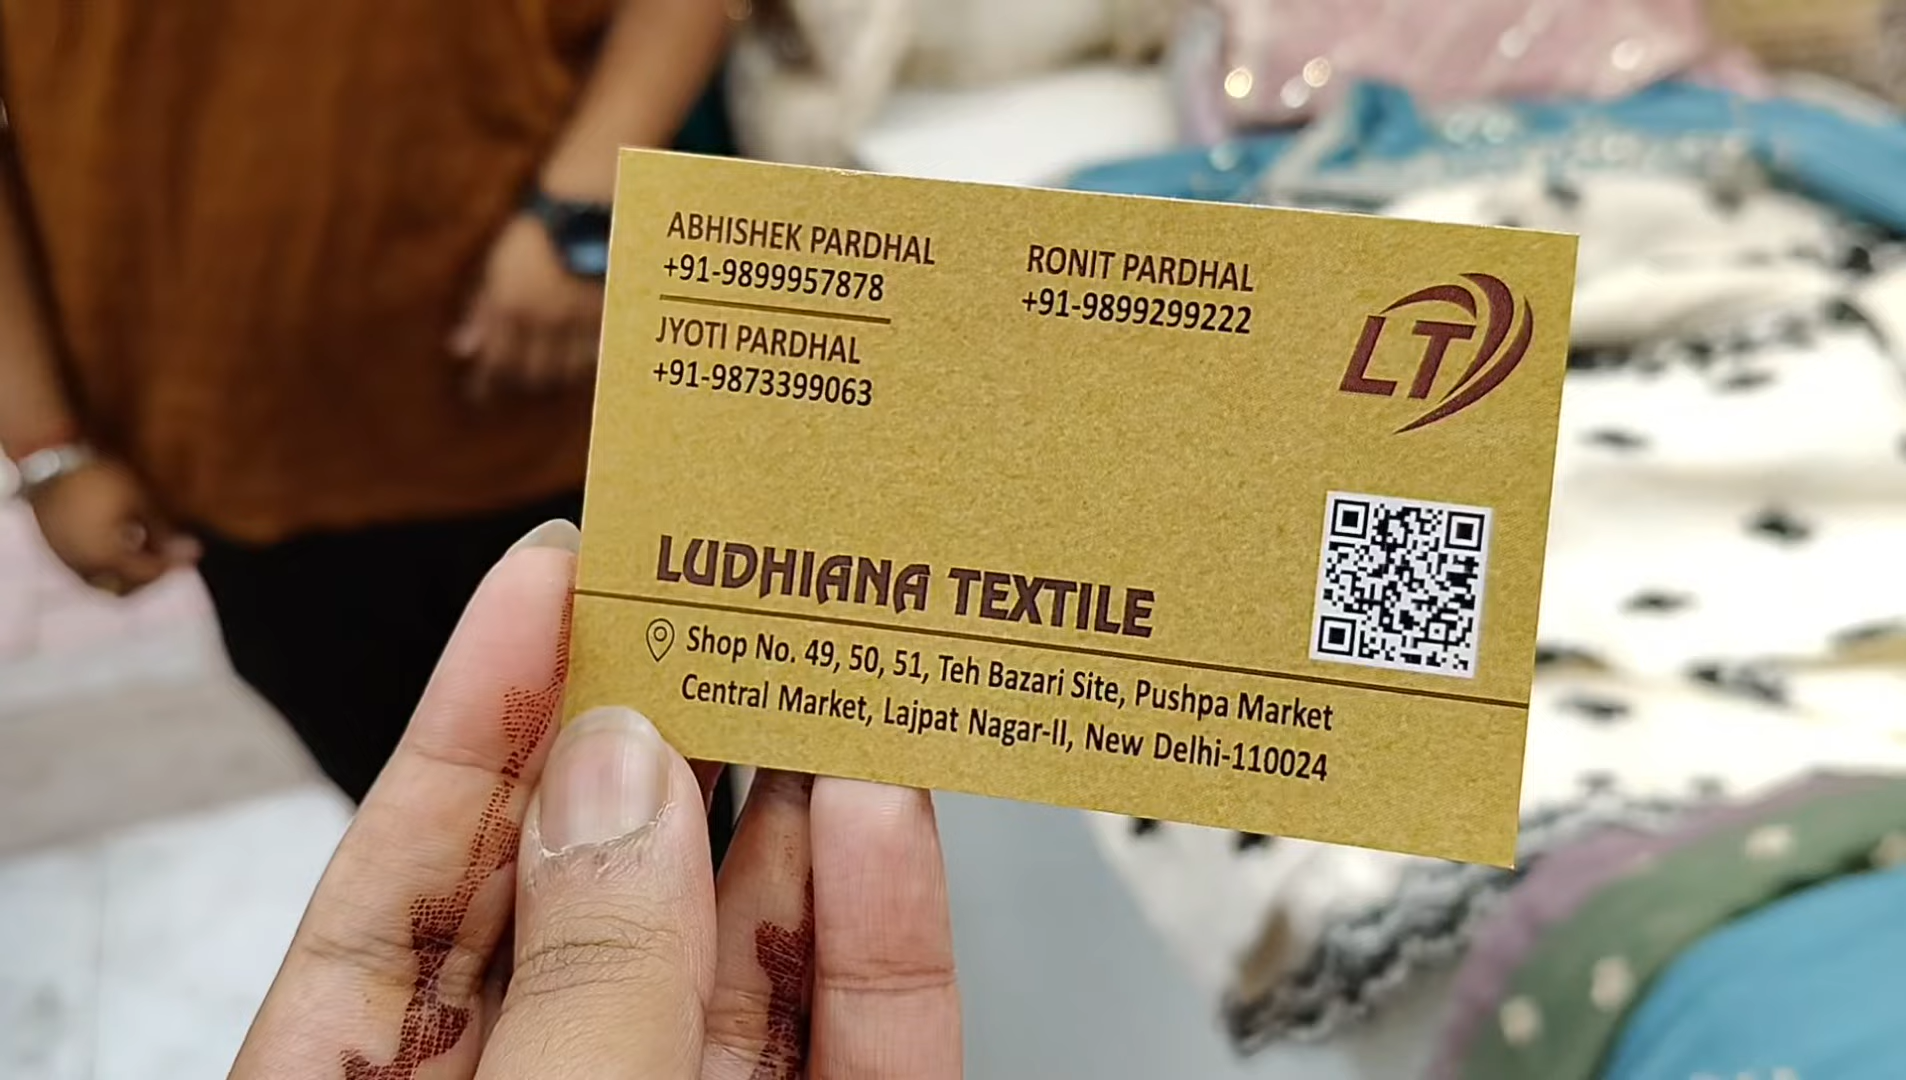 ABHISHEK PARDHAL
+91-9899957878
JYOTI PARDHAL
+91-9873399063
RONIT PARDHAL
+91-9899299222
LT
LUDHIANA TEXTILE
Shop No. 49, 50, 51, Teh Bazari Site, Pushpa Market
Central Market, Lajpat Nagar-II, New Delhi-110024